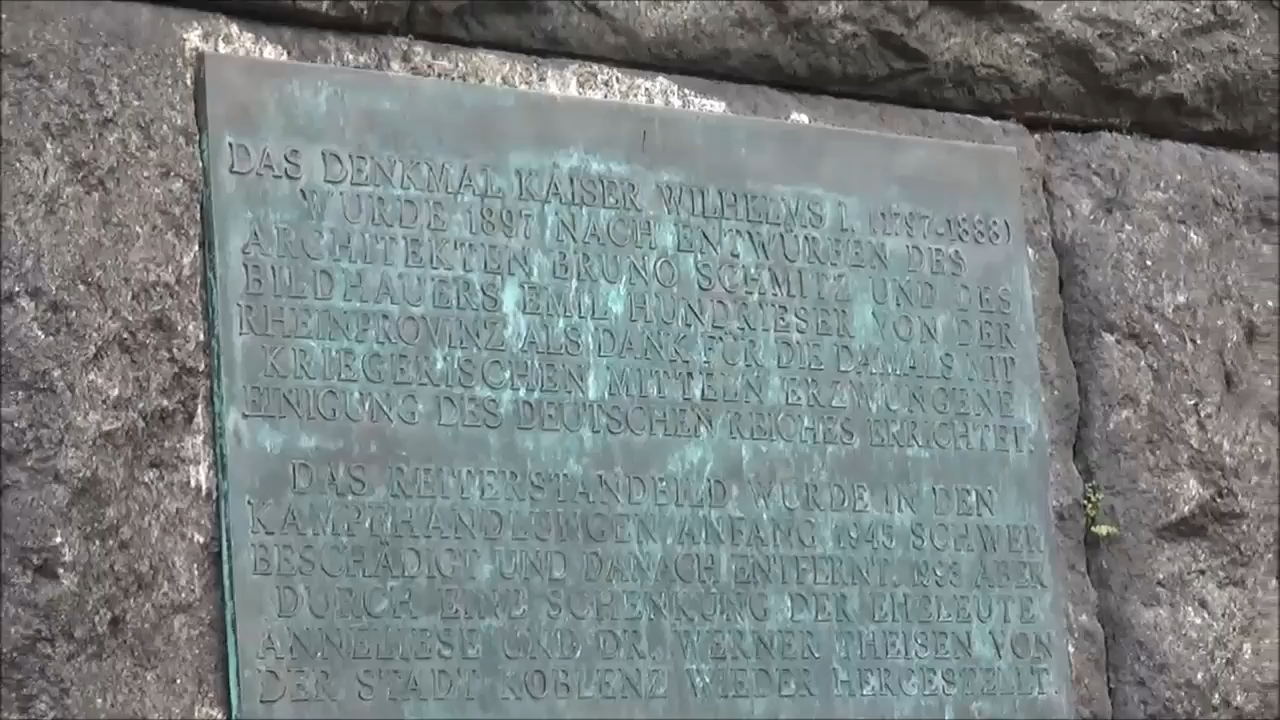 DAS DENKMAL KAISER WILHELMS I. (1797-1888)
WURDE 1897 NACH ENTWÜRFEN DES
ARCHITEKTEN BRUNO SCHMITZ UND DES
BILDHAUERS EMIL HUNDRIESER VON DER
RHEINPROVINZ ALS DANK FÜR DIE DAMALS MIT
KRIEGERISCHEN MITTELN ERZWUNGENE
EINIGUNG DES DEUTSCHEN REICHES ERRICHTET.
DAS REITERSTANDBILD WURDE IN DEN
KAMPFHANDLUNGEN ANFANG 1945 SCHWER
BESCHÄDIGT UND DANACH ENTFERNT, 1993 ABER
DURCH EINE SCHENKUNG DER EHELEUTE
ANNELIESE UND DR. WERNER THEISEN VON
DER STADT KOBLENZ WIEDER HERGESTELLT.